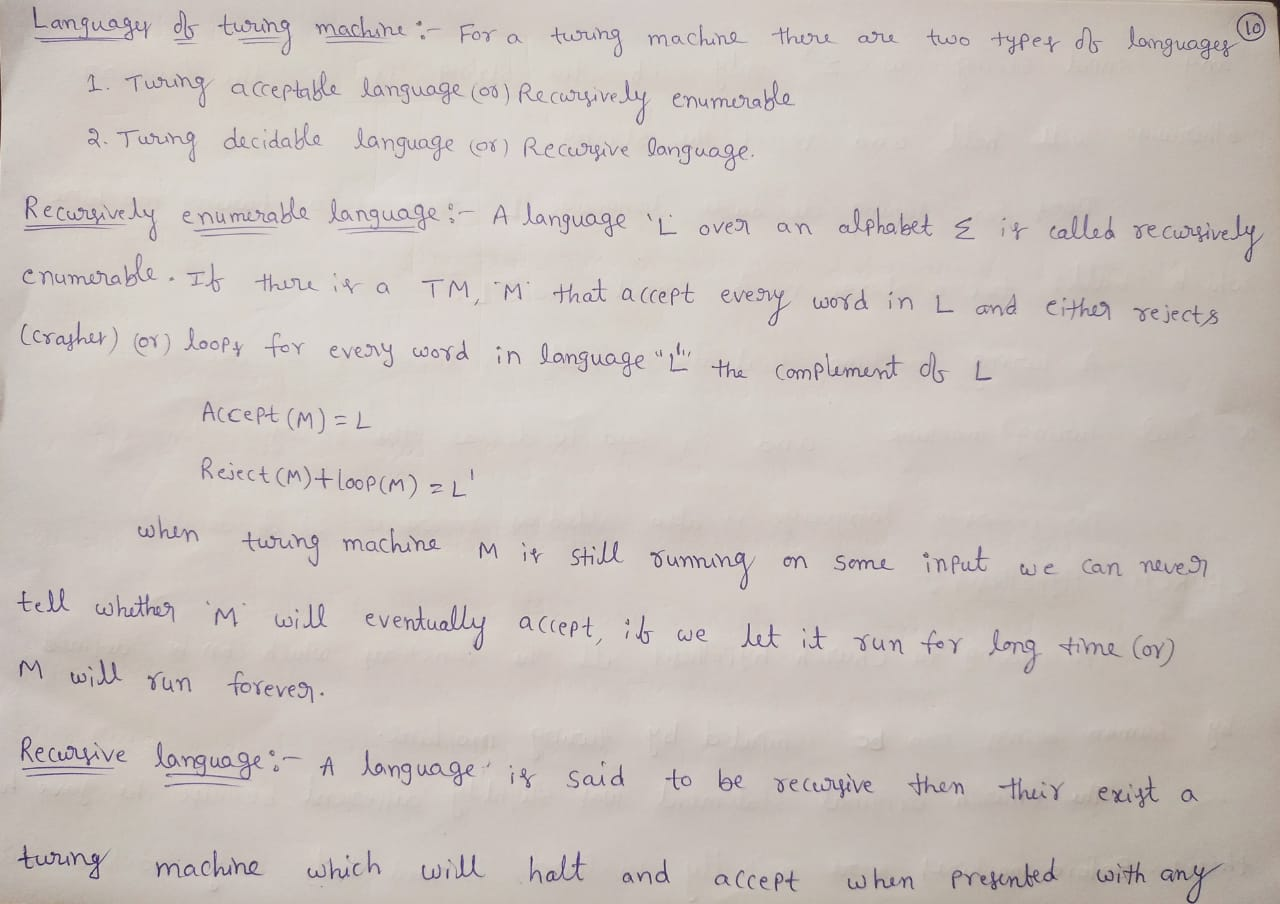 Languages of turing machine :- For a turing machine there are two types of languages (10)
1. Turing acceptable language (or) Recursively enumerable
2. Turing decidable language (or) Recursive language.
Recursively enumerable language :- A language 'L' over an alphabet Σ is called recursively
enumerable. If there is a TM, 'M' that accept every word in L and either rejects
(crashes) (or) loops for every word in language "L'" the complement of L
Accept (M) = L
Reject (M) + loop (M) = L'
when turing machine M is still running on some input we can never
tell whether 'M' will eventually accept, if we let it run for long time (or)
M will run forever.
Recursive language :- A language is said to be recursive then their exist a
turing machine which will halt and accept when presented with any